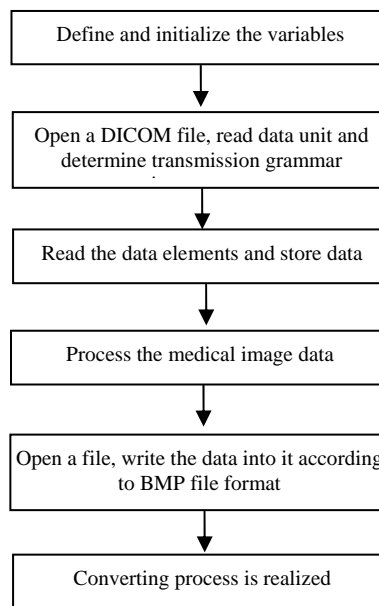 Define and initialize the variables
Open a DICOM file, read data unit and
determine transmission grammar
Read the data elements and store data
Process the medical image data
Open a file, write the data into it according
to BMP file format
Converting process is realized